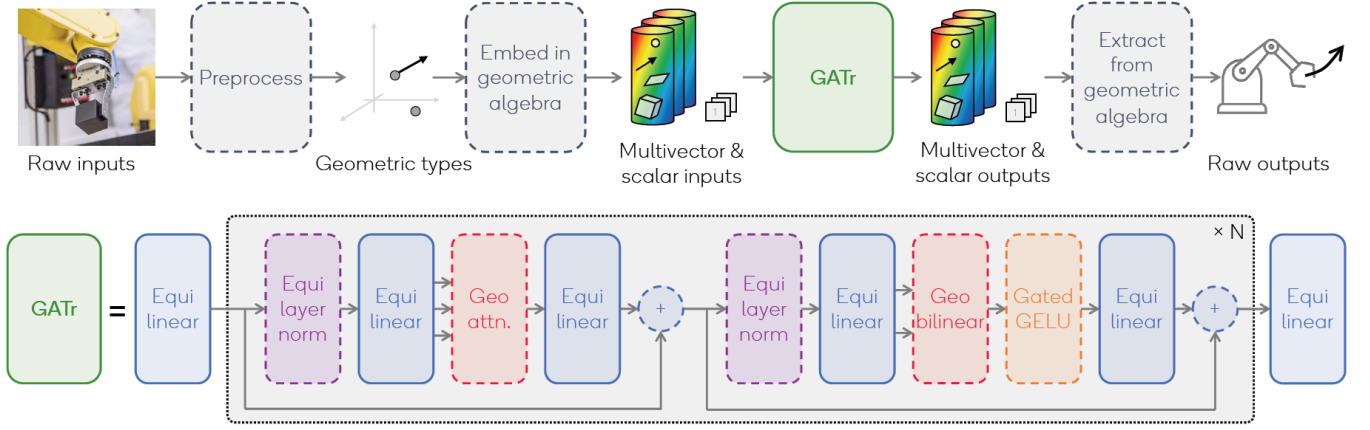 Preprocess
Embed in
geometric
algebra
GATr
Extract
from
geometric
algebra
Raw inputs
Geometric types
Multivector &
scalar inputs
Multivector &
scalar outputs
Raw outputs
× N
GATr
=
Equi
linear
Equi
layer
norm
Equi
linear
Geo
attn.
Equi
linear
+
Equi
layer
norm
Equi
linear
Geo
bilinear
Gated
GELU
Equi
linear
+
Equi
linear